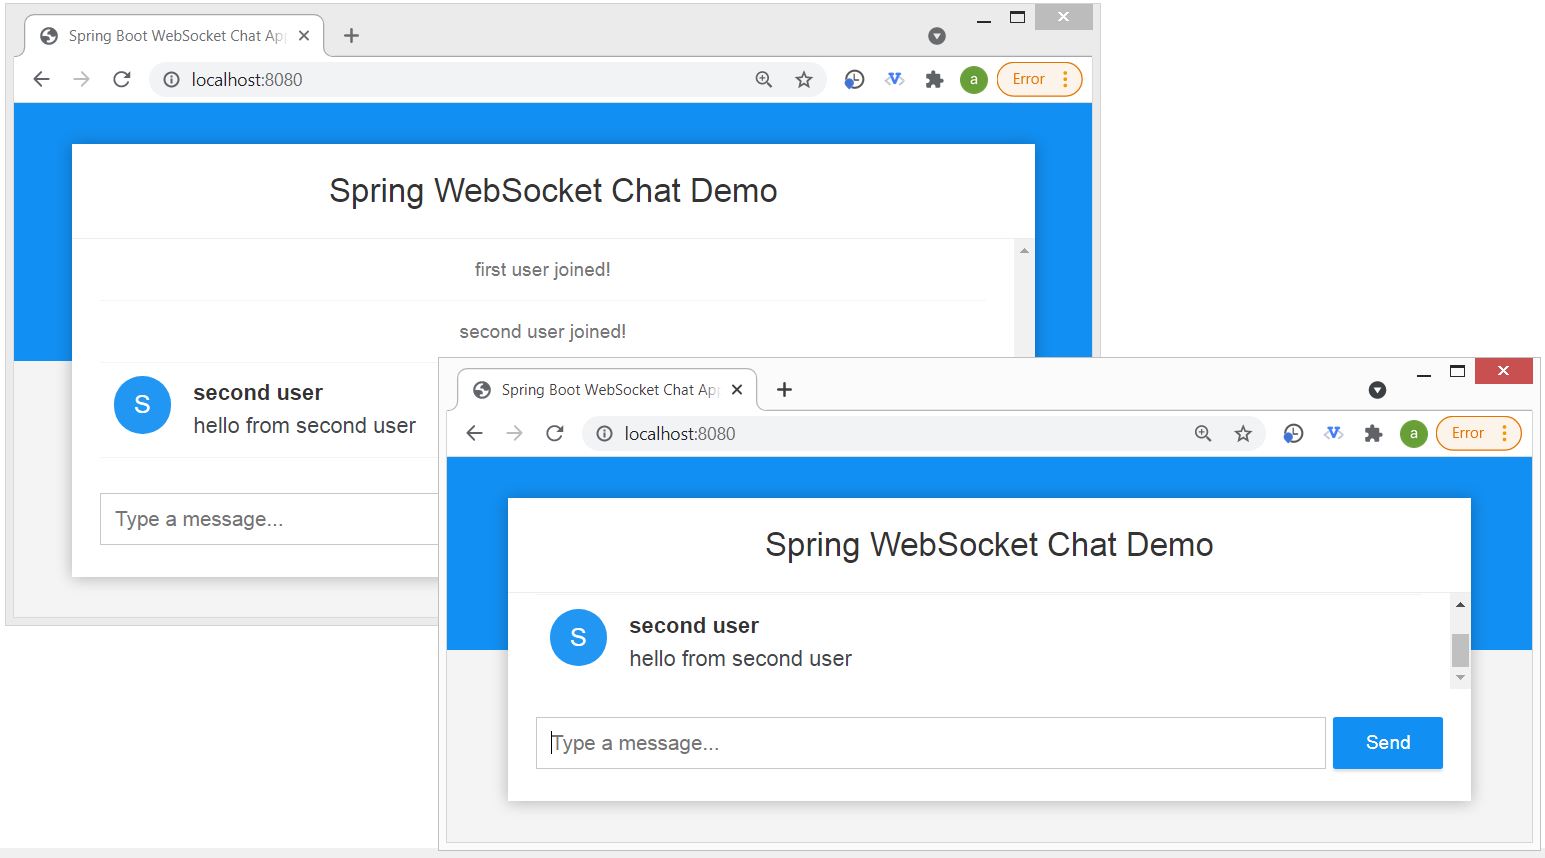 Spring Boot WebSocket Chat Ap
localhost:8080
a
Error
Spring WebSocket Chat Demo
first user joined!
second user joined!
S
second user
hello from second user
Type a message...
Spring Boot WebSocket Chat Ap
localhost:8080
a
Error
Spring WebSocket Chat Demo
S
second user
hello from second user
Type a message...
Send